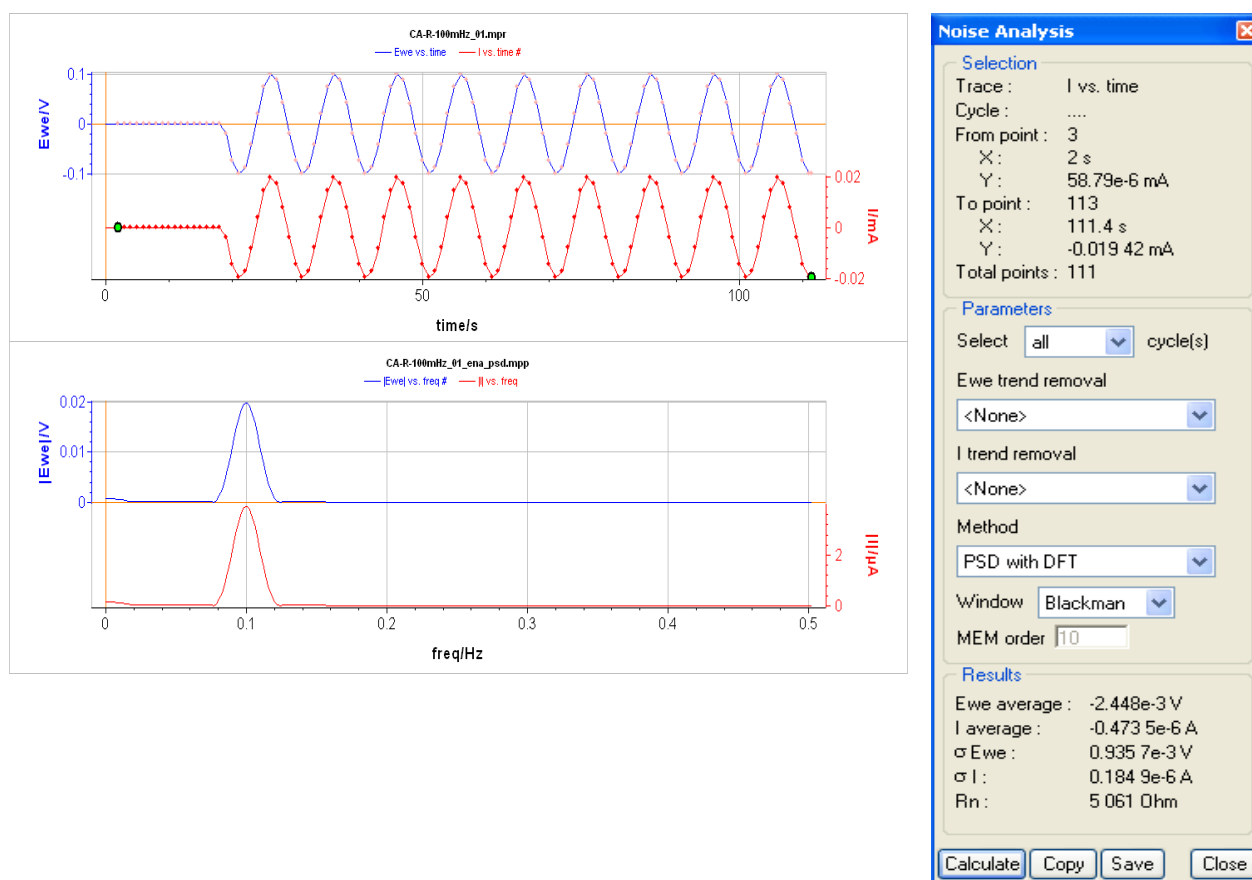 CA-R-100mHz_01.mpr
Ewe vs. time I vs. time #
0.1
0
-0.1
Ewe/V
0.02
0
-0.02
I/mA
0 50 100
time/s
CA-R-100mHz_01_ena_psd.mpp
|Ewe| vs. freq # |I| vs. freq
0.02
0.01
0
|Ewe|/V
2
0
|I|/µA
0 0.1 0.2 0.3 0.4 0.5
freq/Hz
Noise Analysis
Selection
Trace : I vs. time
Cycle : ....
From point : 3
X : 2 s
Y : 58.79e-6 mA
To point : 113
X : 111.4 s
Y : -0.019 42 mA
Total points : 111
Parameters
Select all cycle(s)
Ewe trend removal
<None>
I trend removal
<None>
Method
PSD with DFT
Window Blackman
MEM order 10
Results
Ewe average : -2.448e-3 V
I average : -0.473 5e-6 A
σ Ewe : 0.935 7e-3 V
σ I : 0.184 9e-6 A
Rn : 5 061 Ohm
Calculate Copy Save Close